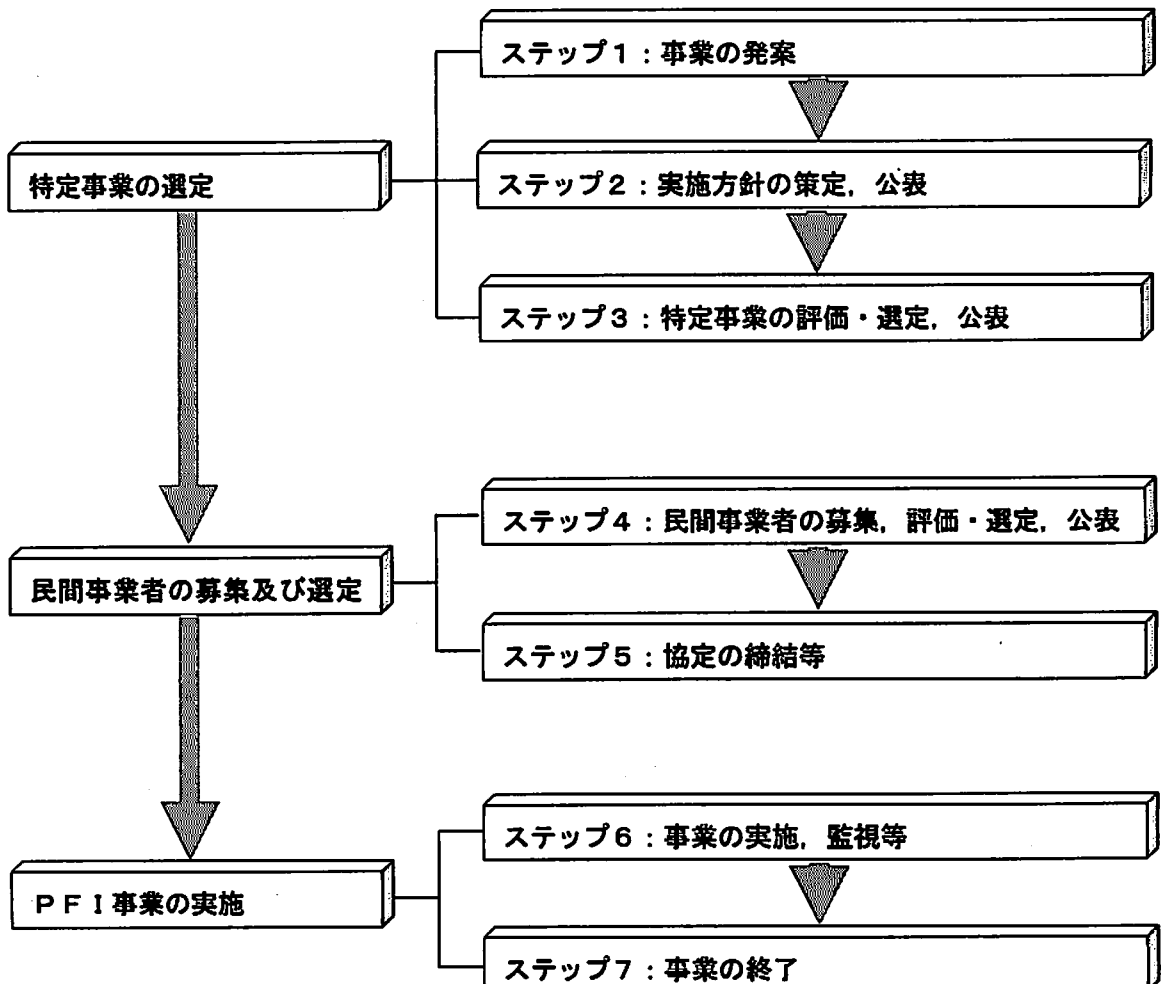 特定事業の選定
ステップ1：事業の発案
ステップ2：実施方針の策定，公表
ステップ3：特定事業の評価・選定，公表
民間事業者の募集及び選定
ステップ4：民間事業者の募集，評価・選定，公表
ステップ5：協定の締結等
PFI事業の実施
ステップ6：事業の実施，監視等
ステップ7：事業の終了